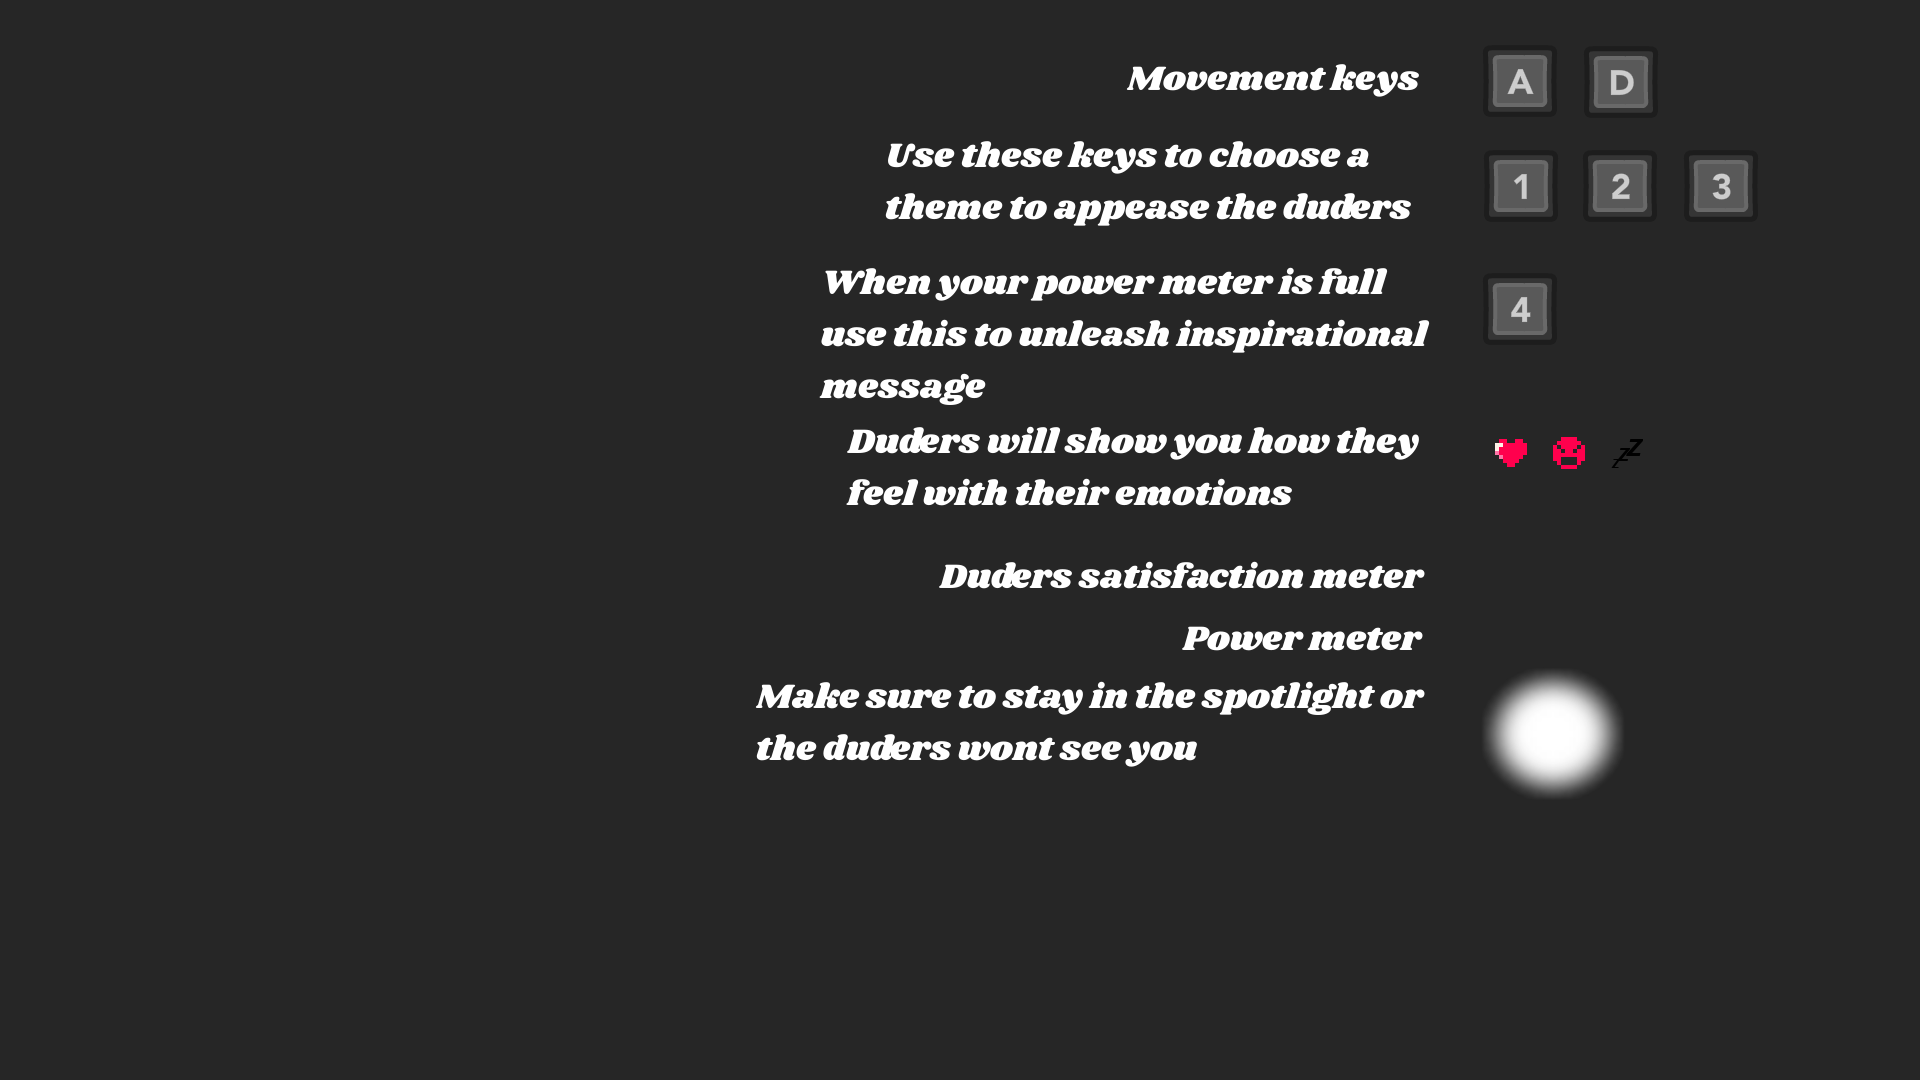 Movement keys A D
Use these keys to choose a
theme to appease the duders 1 2 3
When your power meter is full
use this to unleash inspirational 4
message
Duders will show you how they
feel with their emotions zz
Duders satisfaction meter
Power meter
Make sure to stay in the spotlight or
the duders wont see you